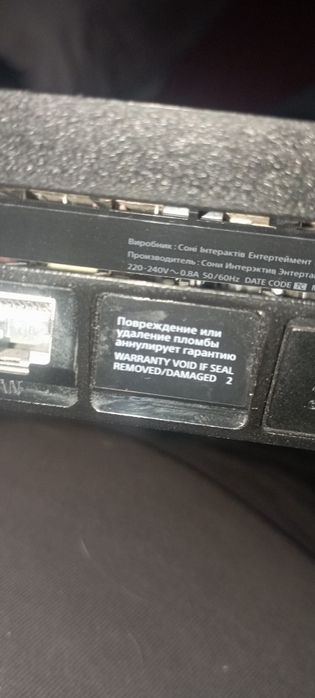 Виробник : Соні Інтерактів Ентертеймент
Производитель : Сони Интерэктив
220-240V ~ 0.8A 50/60Hz DATE CODE 7C
Повреждение или
удаление пломбы
аннулирует гарантию
WARRANTY VOID IF SEAL
REMOVED/DAMAGED 2